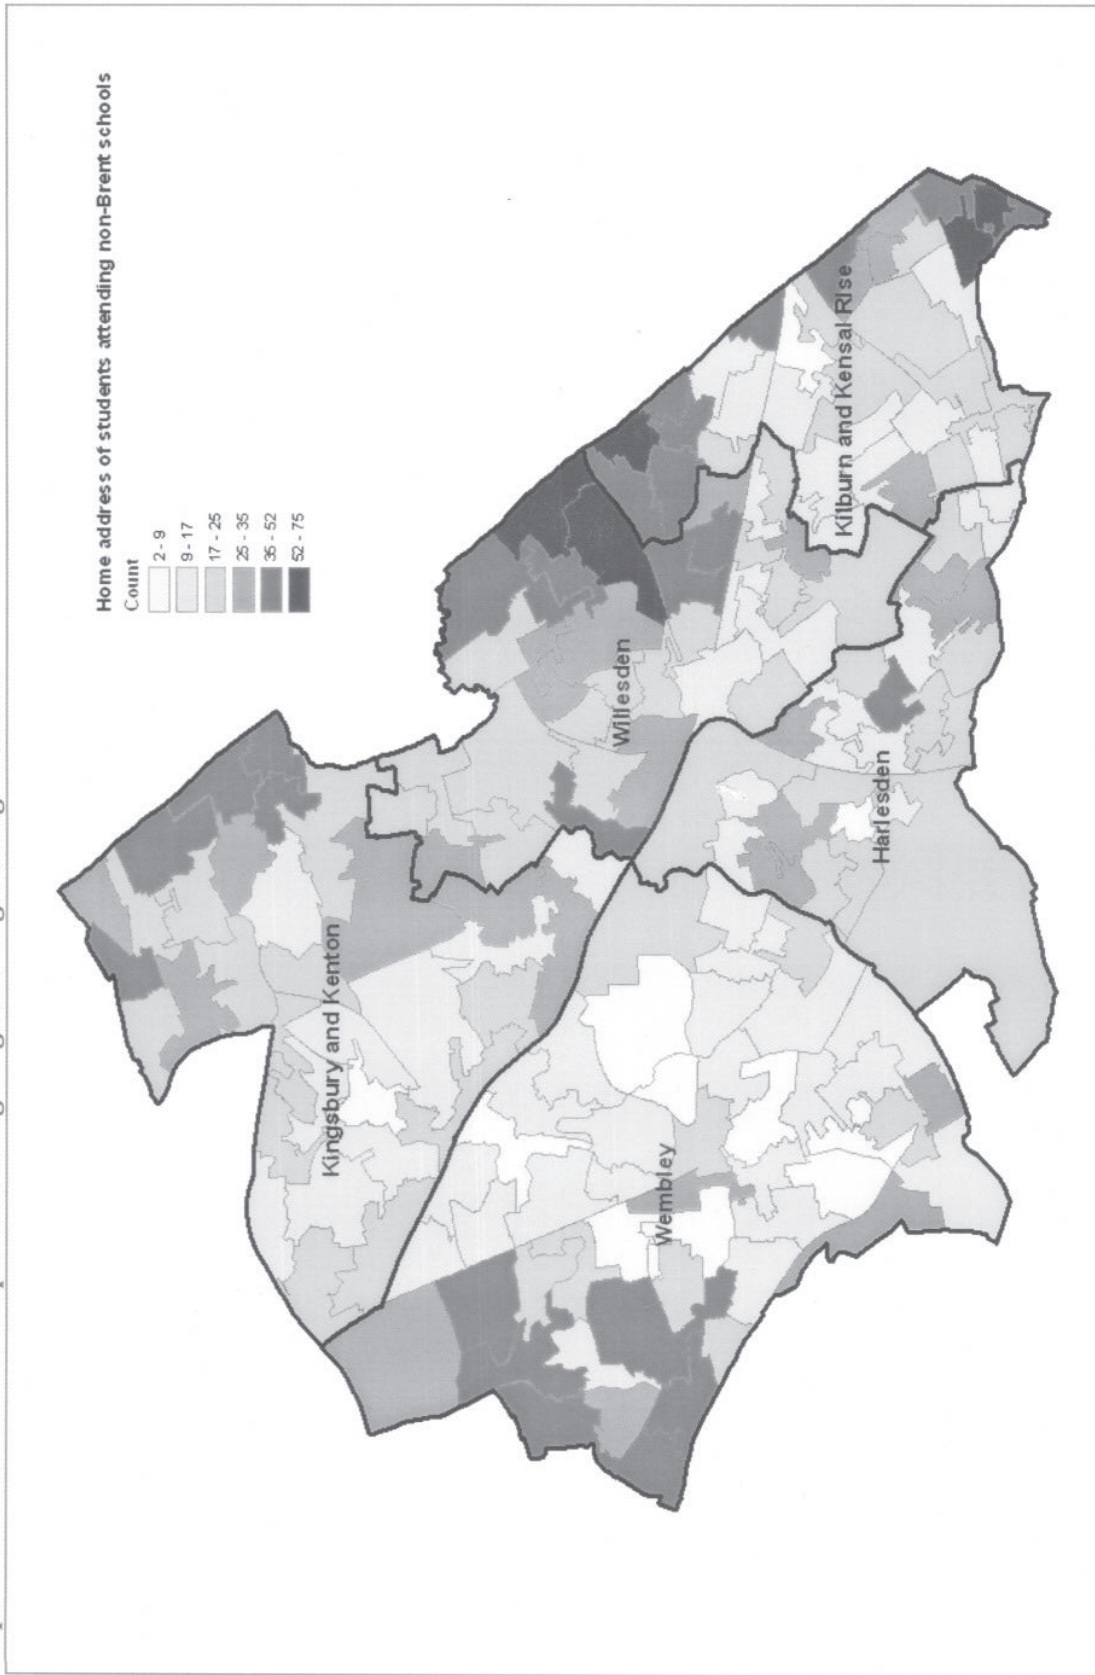 Home address of students attending non-Brent schools
Count
2 - 9
9 - 17
17 - 25
25 - 35
35 - 52
52 - 75
Kingsbury and Kenton
Willesden
Kilburn and Kensal Rise
Wembley
Harlesden